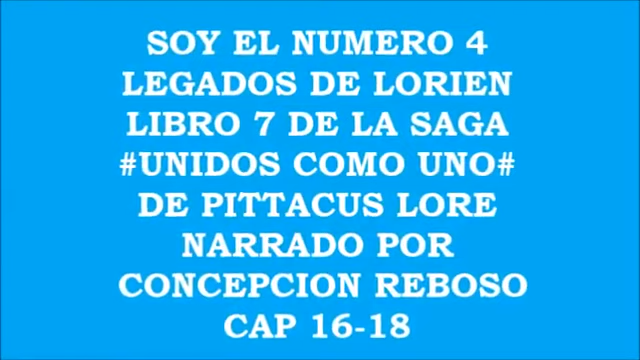 SOY EL NUMERO 4
LEGADOS DE LORIEN
LIBRO 7 DE LA SAGA
#UNIDOS COMO UNO#
DE PITTACUS LORE
NARRADO POR
CONCEPCION REBOSO
CAP 16-18